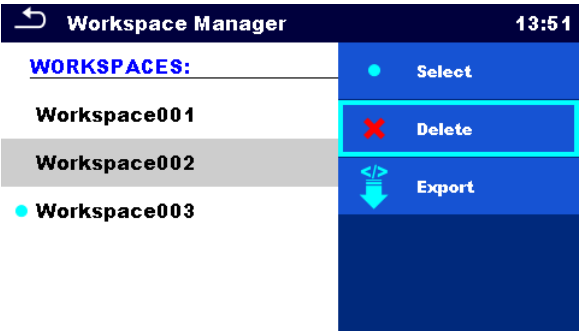 Workspace Manager 13:51
WORKSPACES:
Workspace001
Workspace002
Workspace003
Select
Delete
</>
Export